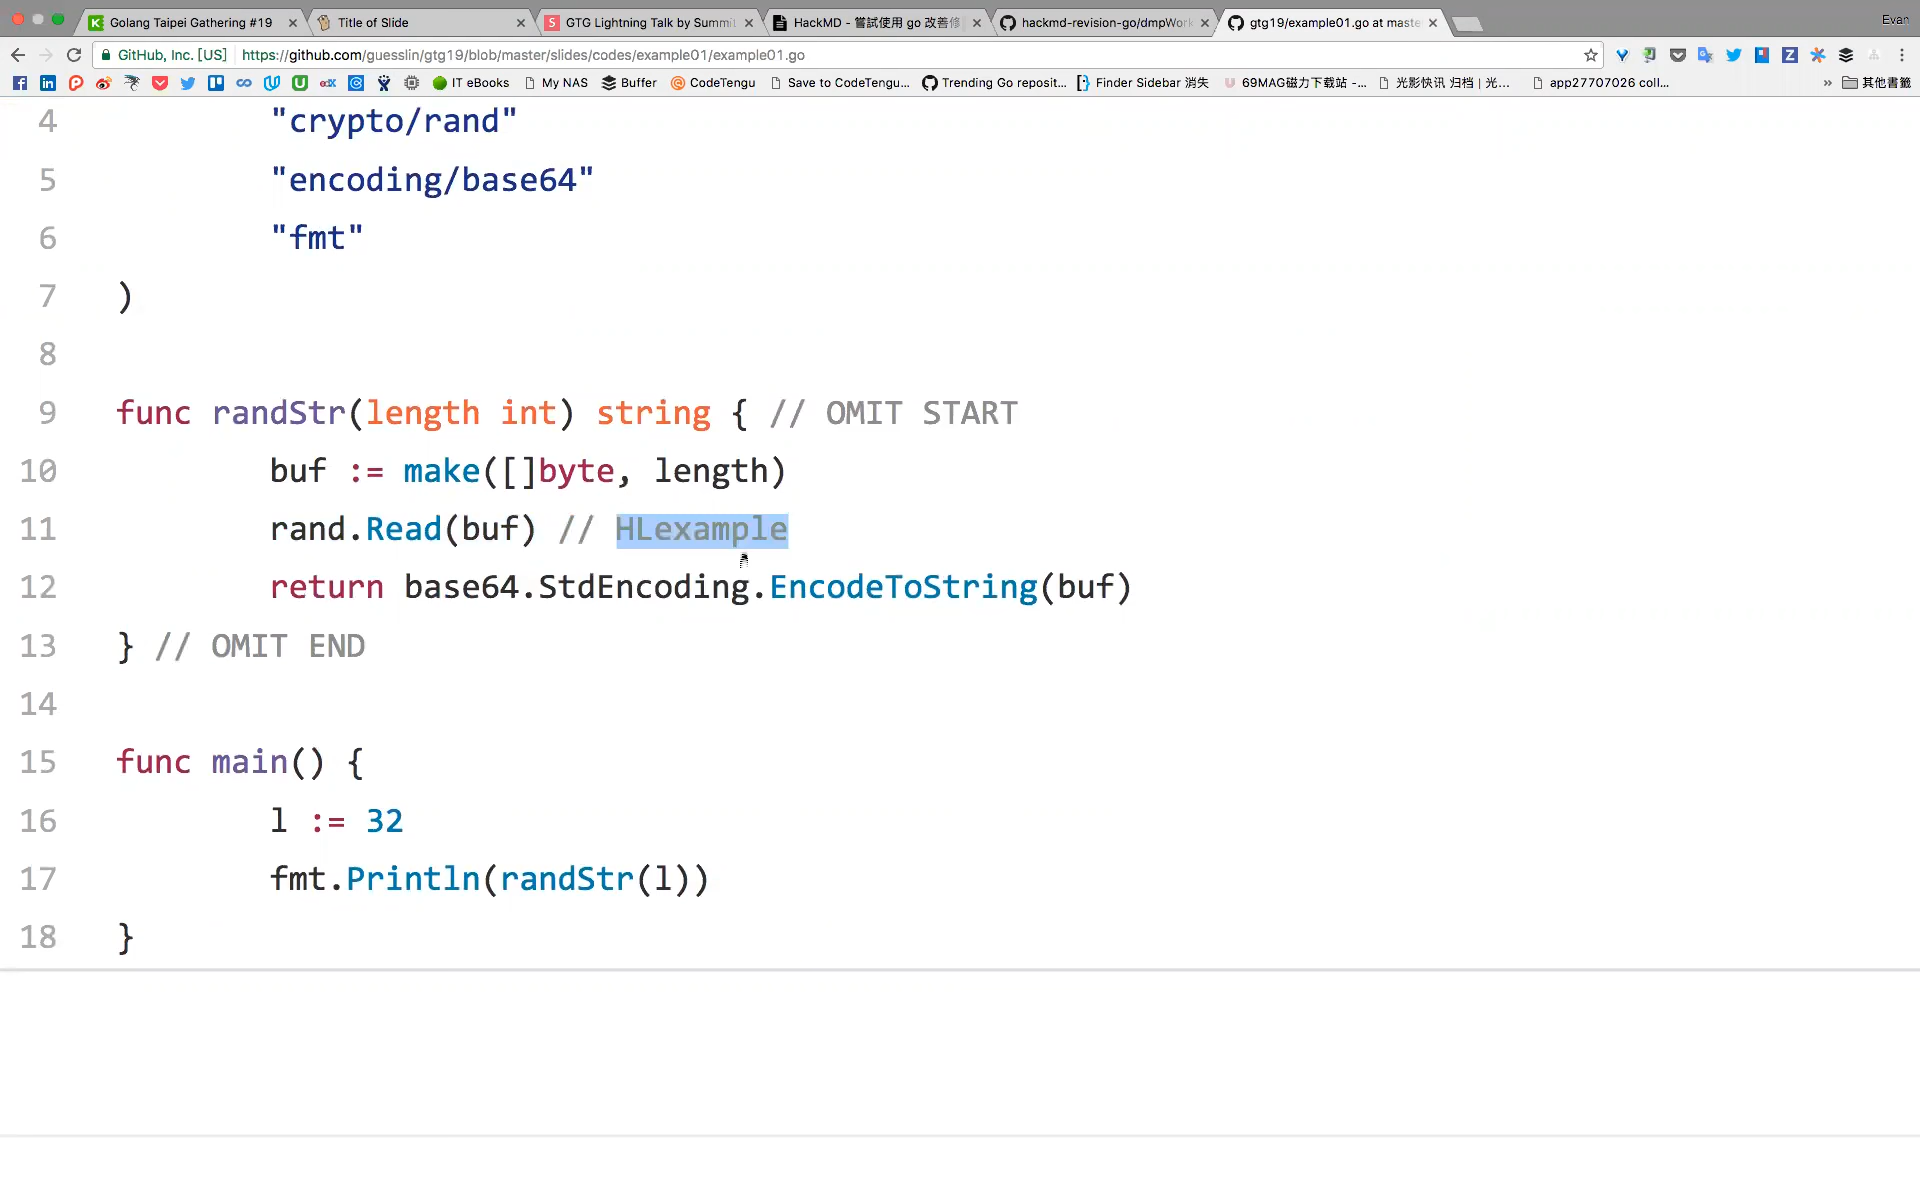 Golang Taipei Gathering #19
Title of Slide
GTG Lightning Talk by Summit
HackMD - 嘗試使用 go 改善修
hackmd-revision-go/dmpWork
gtg19/example01.go at maste
Evan
GitHub, Inc. [US]
https://github.com/guesslin/gtg19/blob/master/slides/codes/example01/example01.go
IT eBooks
My NAS
Buffer
CodeTengu
Save to CodeTengu...
Trending Go reposit...
Finder Sidebar 消失
69MAG磁力下载站 -...
光影快讯 归档 | 光...
app27707026 coll...
»
其他書籤
4 "crypto/rand"
5 "encoding/base64"
6 "fmt"
7 )
8
9 func randStr(length int) string { // OMIT START
10 buf := make([]byte, length)
11 rand.Read(buf) // HLexample
12 return base64.StdEncoding.EncodeToString(buf)
13 } // OMIT END
14
15 func main() {
16 l := 32
17 fmt.Println(randStr(l))
18 }